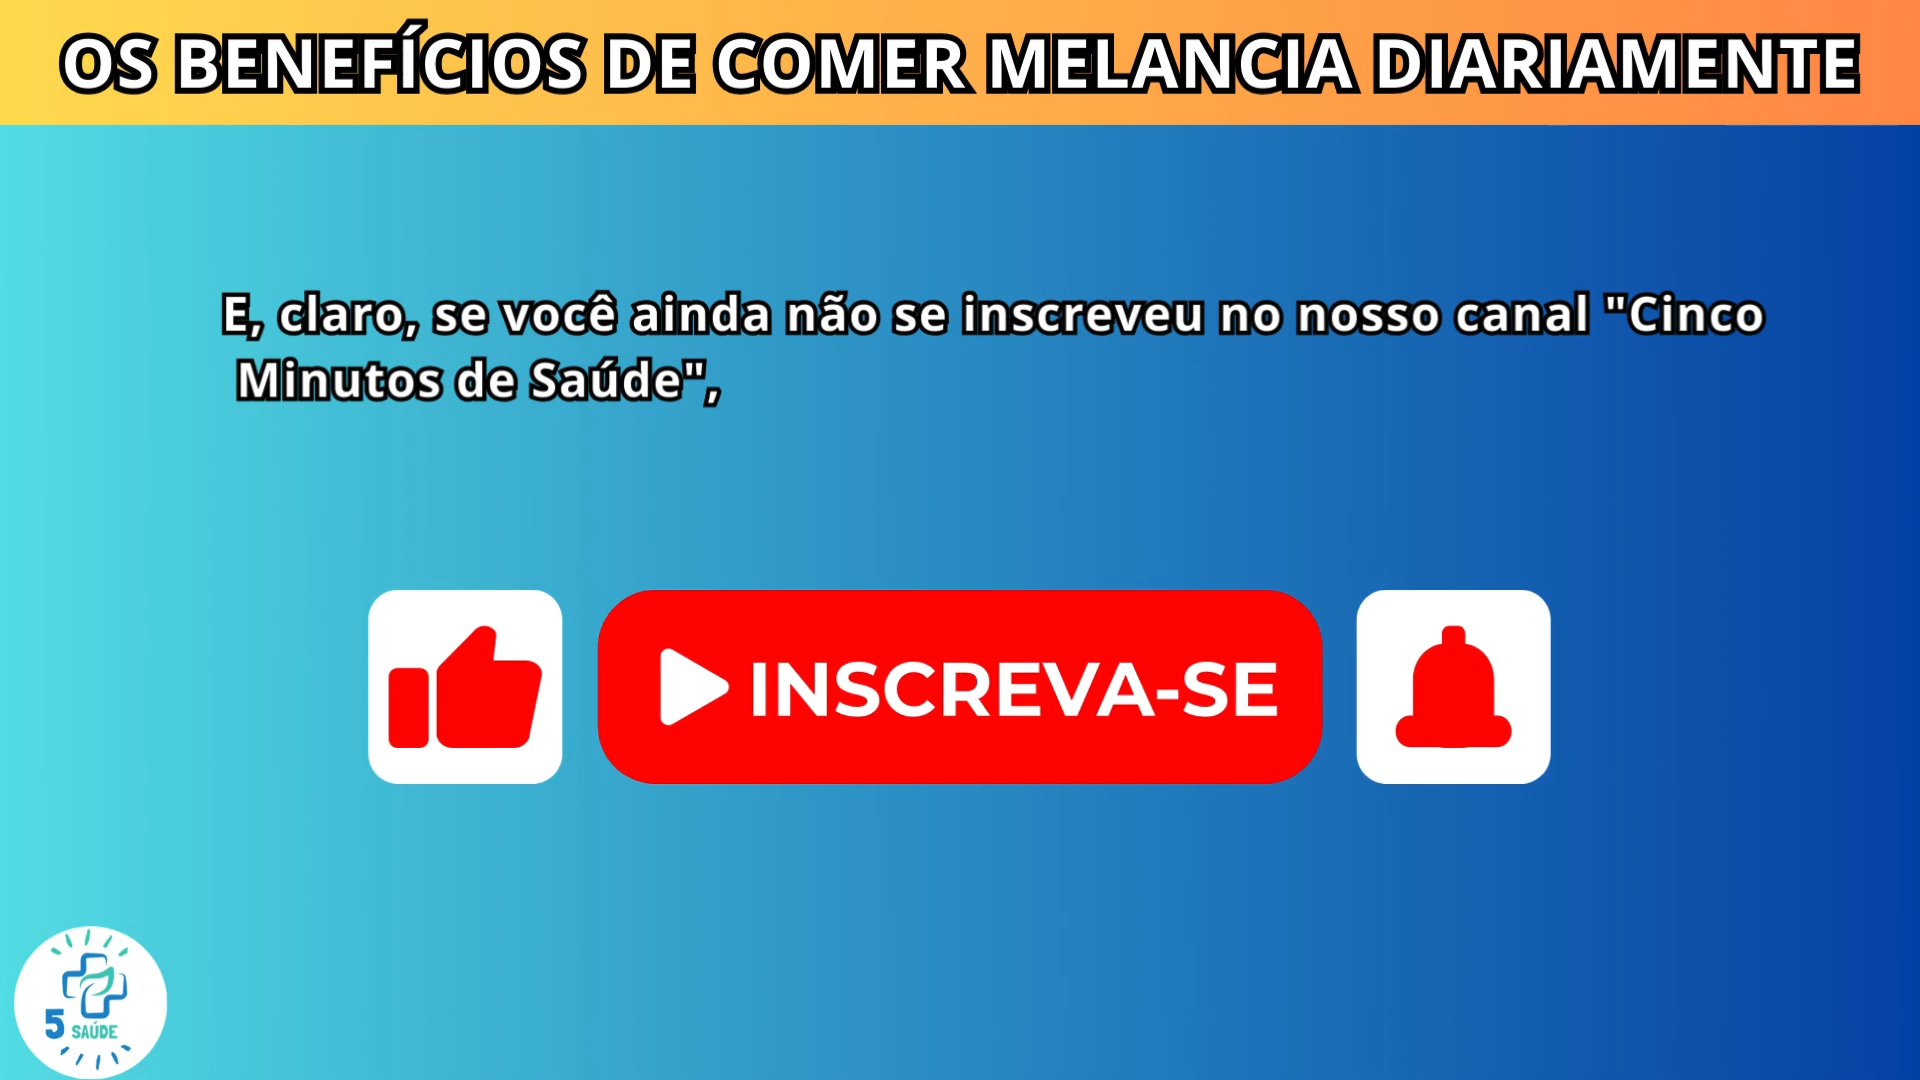 OS BENEFÍCIOS DE COMER MELANCIA DIARIAMENTE
E, claro, se você ainda não se inscreveu no nosso canal "Cinco
Minutos de Saúde",
INSCREVA-SE
5 SAÚDE